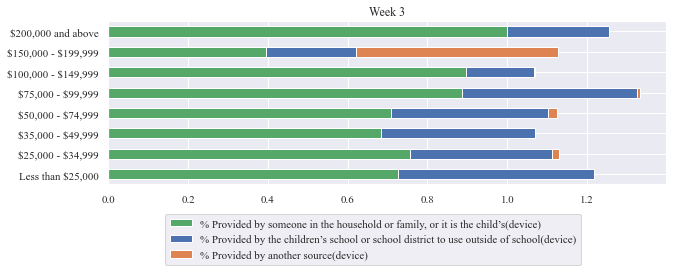 Week 3
$200,000 and above
$150,000 - $199,999
$100,000 - $149,999
$75,000 - $99,999
$50,000 - $74,999
$35,000 - $49,999
$25,000 - $34,999
Less than $25,000
0.0 0.2 0.4 0.6 0.8 1.0 1.2
% Provided by someone in the household or family, or it is the child’s(device)
% Provided by the children’s school or school district to use outside of school(device)
% Provided by another source(device)